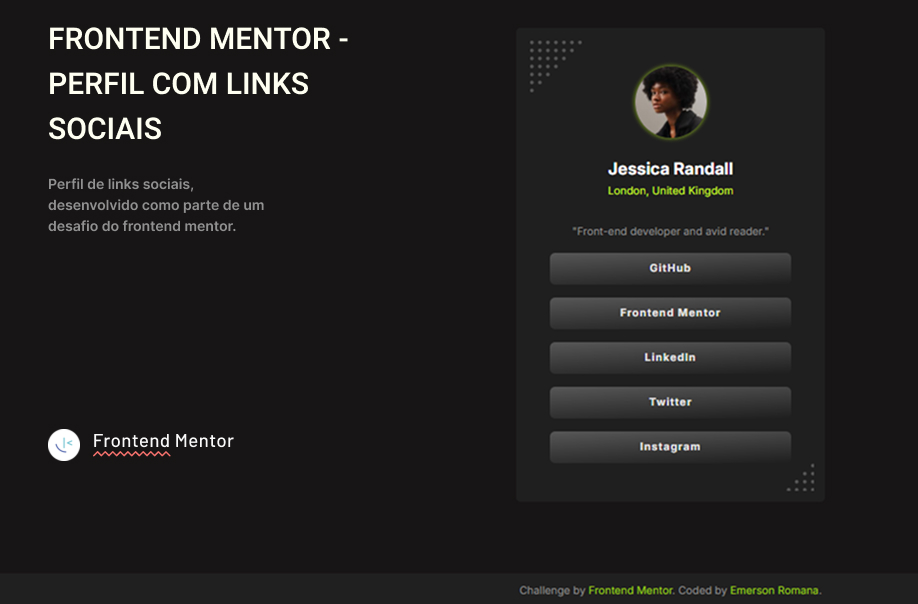 FRONTEND MENTOR -
PERFIL COM LINKS
SOCIAIS
Perfil de links sociais,
desenvolvido como parte de um
desafio do frontend mentor.
Frontend Mentor
Jessica Randall
London, United Kingdom
"Front-end developer and avid reader."
GitHub
Frontend Mentor
LinkedIn
Twitter
Instagram
Challenge by Frontend Mentor. Coded by Emerson Romana.